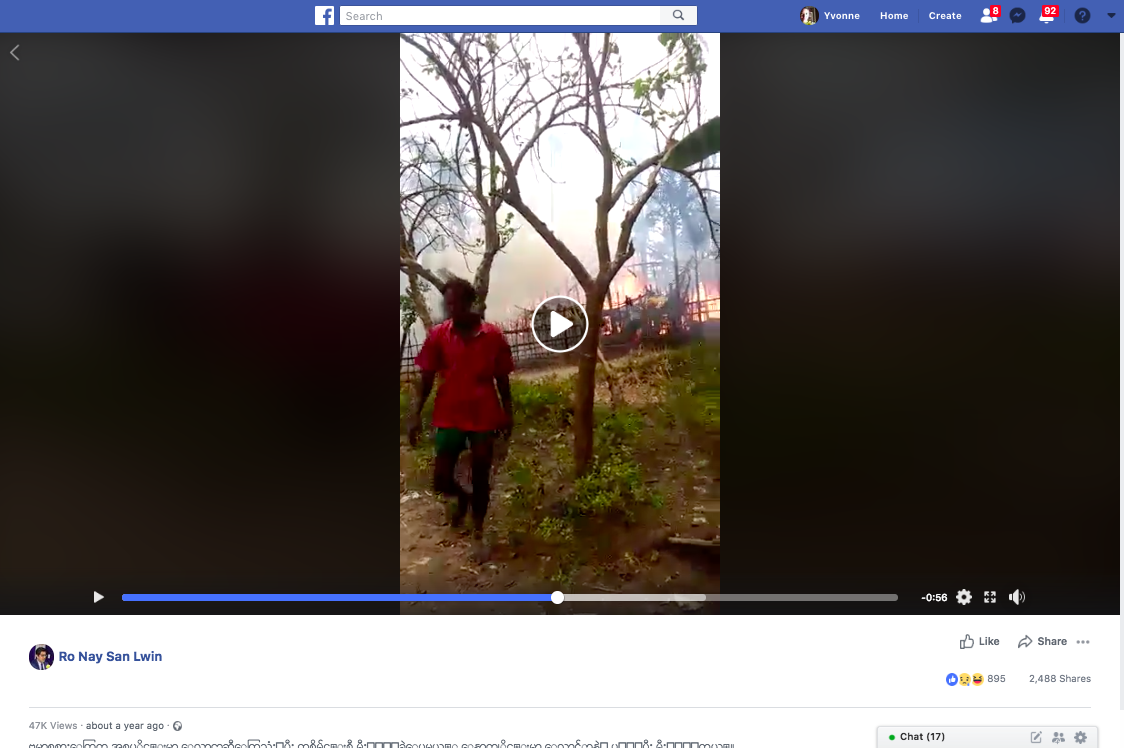 Search
Yvonne
Home
Create
8
92
-0:56
Like
Share
Ro Nay San Lwin
895
2,488 Shares
47K Views · about a year ago ·
Chat (17)